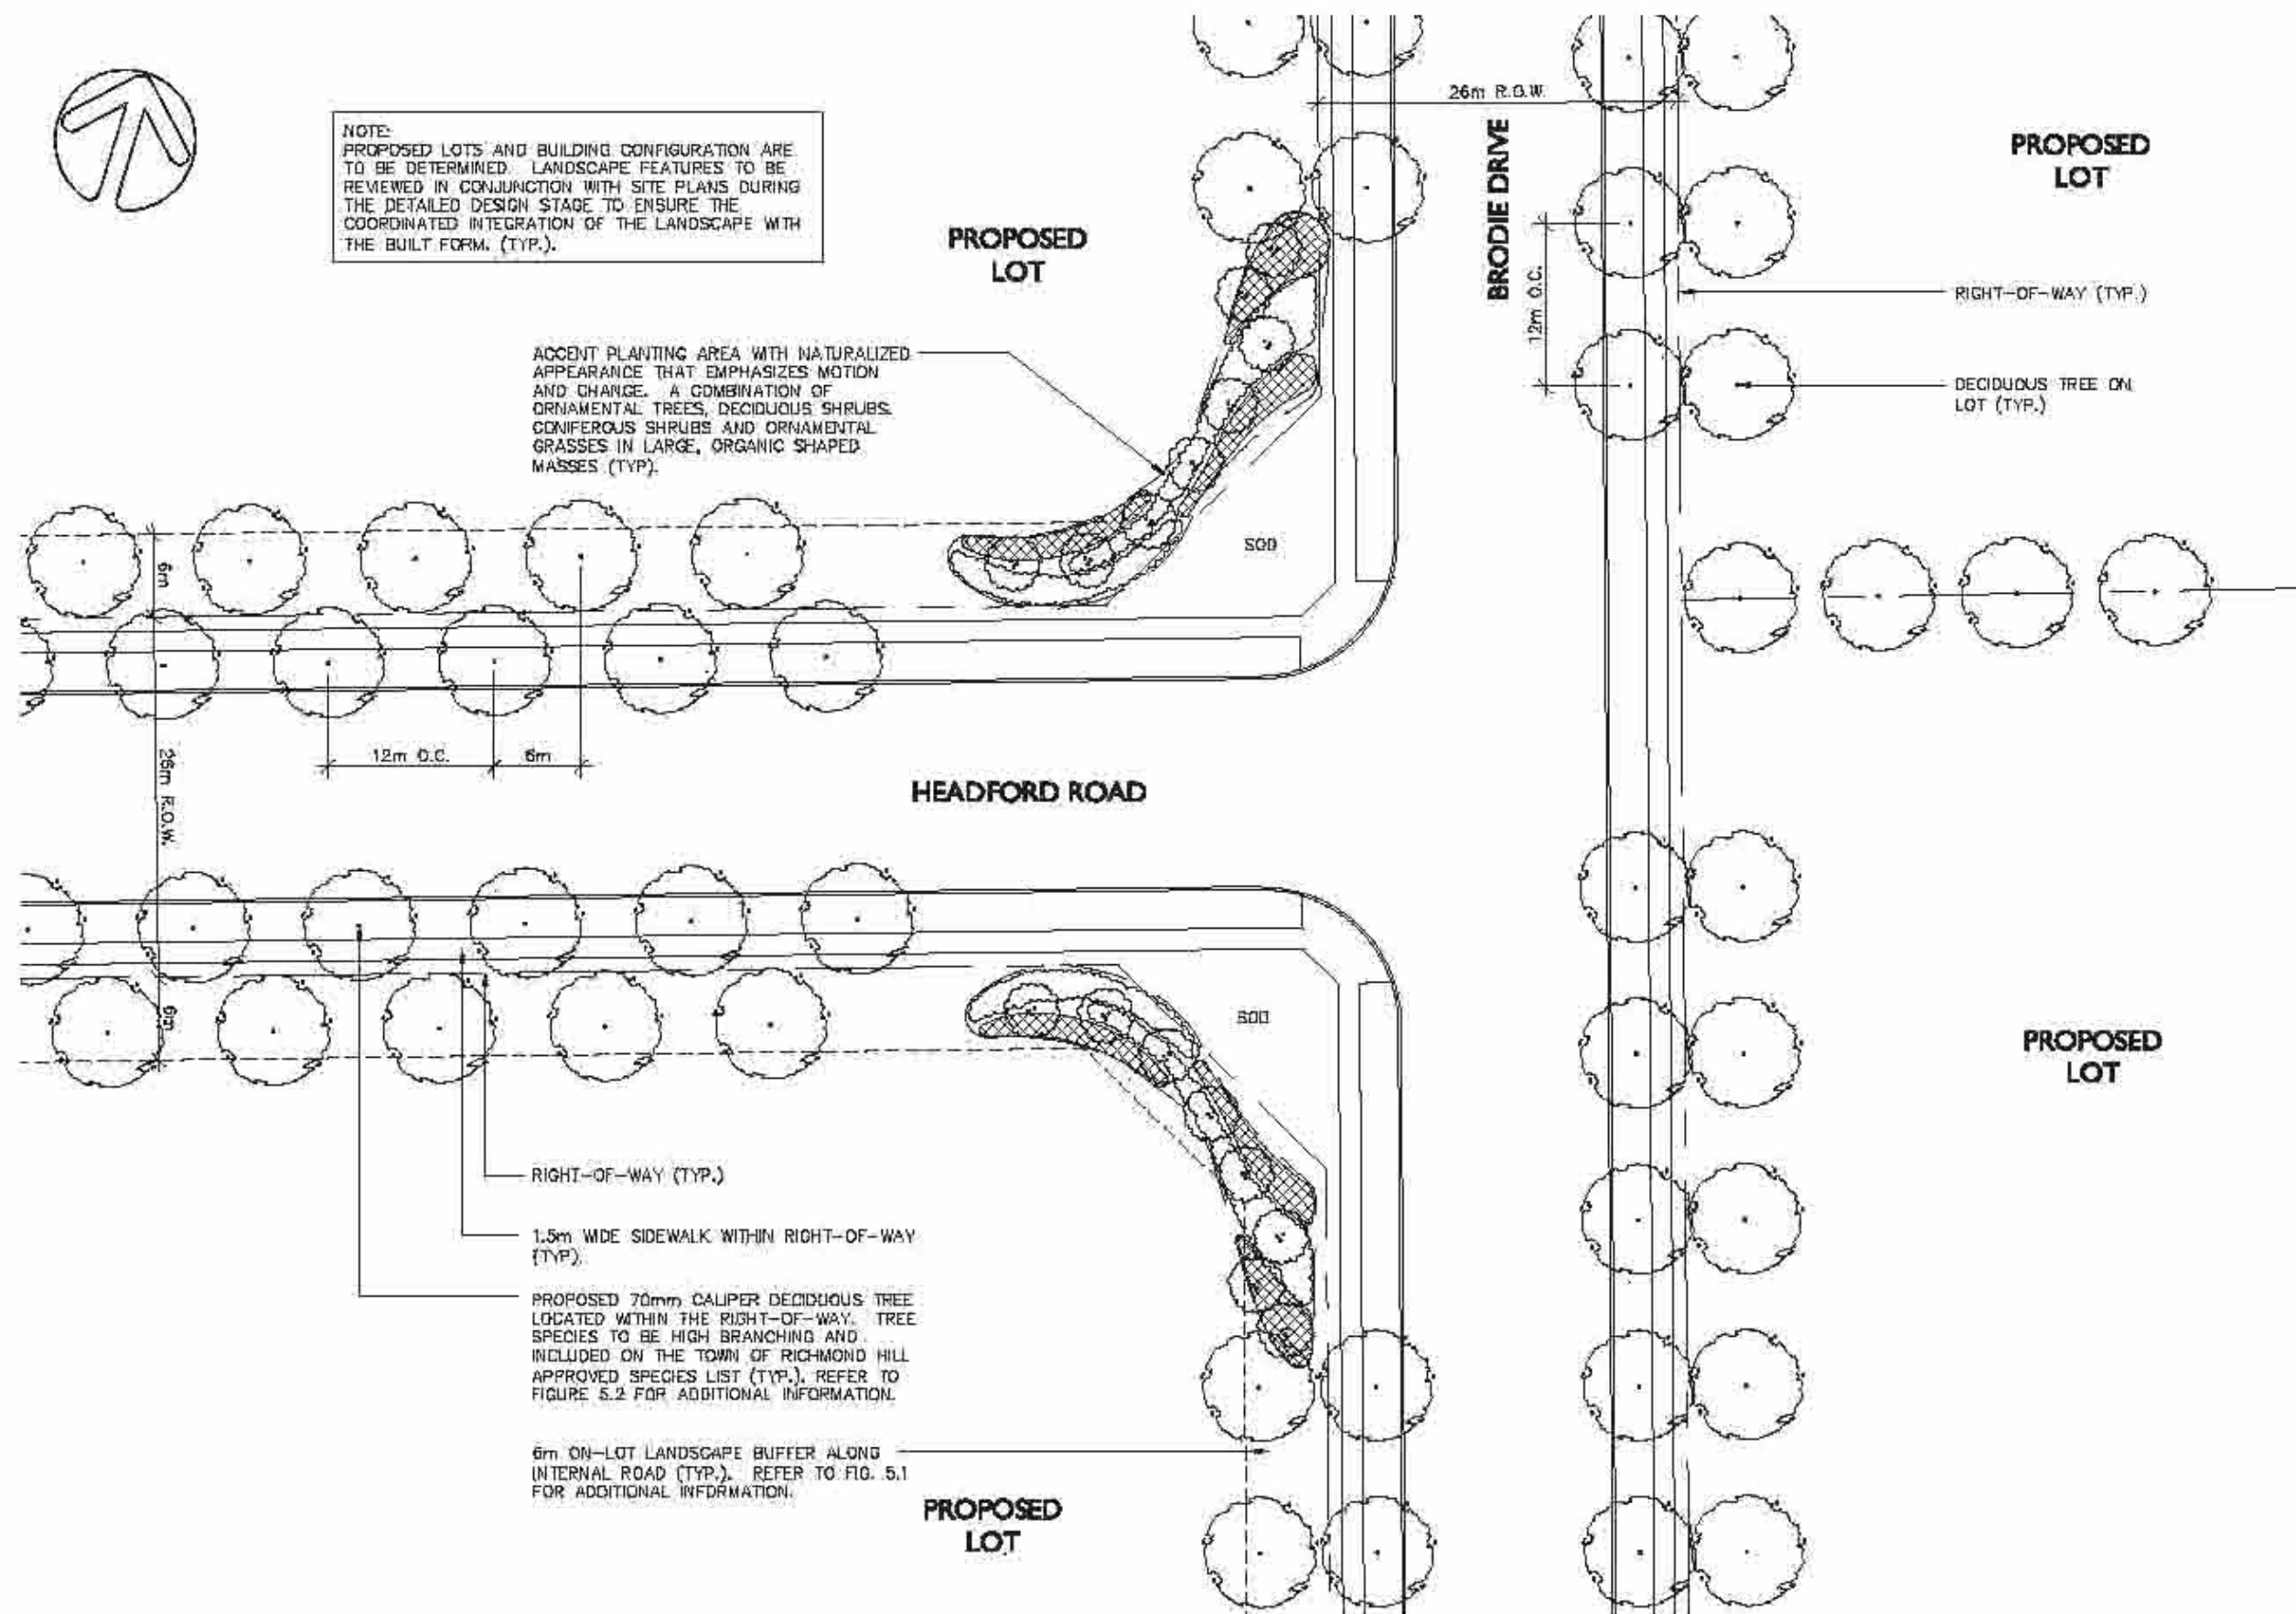 26m R.O.W.
NOTE:
PROPOSED LOTS AND BUILDING CONFIGURATION ARE
TO BE DETERMINED. LANDSCAPE FEATURES TO BE
REVIEWED IN CONJUNCTION WITH SITE PLANS DURING
THE DETAILED DESIGN STAGE TO ENSURE THE
COORDINATED INTEGRATION OF THE LANDSCAPE WITH
THE BUILT FORM. (TYP.).
PROPOSED
LOT
BRODIE DRIVE
PROPOSED
LOT
12m O.C.
RIGHT-OF-WAY (TYP.)
ACCENT PLANTING AREA WITH NATURALIZED
APPEARANCE THAT EMPHASIZES MOTION
AND CHANGE. A COMBINATION OF
ORNAMENTAL TREES, DECIDUOUS SHRUBS.
CONIFEROUS SHRUBS AND ORNAMENTAL
GRASSES IN LARGE, ORGANIC SHAPED
MASSES (TYP).
DECIDUOUS TREE ON
LOT (TYP.)
SOD
6m
12m O.C.
6m
26m R.O.W.
HEADFORD ROAD
6m
SOD
PROPOSED
LOT
RIGHT-OF-WAY (TYP.)
1.5m WIDE SIDEWALK WITHIN RIGHT-OF-WAY
(TYP).
PROPOSED 70mm CALIPER DECIDUOUS TREE
LOCATED WITHIN THE RIGHT-OF-WAY. TREE
SPECIES TO BE HIGH BRANCHING AND
INCLUDED ON THE TOWN OF RICHMOND HILL
APPROVED SPECIES LIST (TYP.). REFER TO
FIGURE 5.2 FOR ADDITIONAL INFORMATION.
6m ON-LOT LANDSCAPE BUFFER ALONG
INTERNAL ROAD (TYP.). REFER TO FIG. 5.1
FOR ADDITIONAL INFORMATION.
PROPOSED
LOT